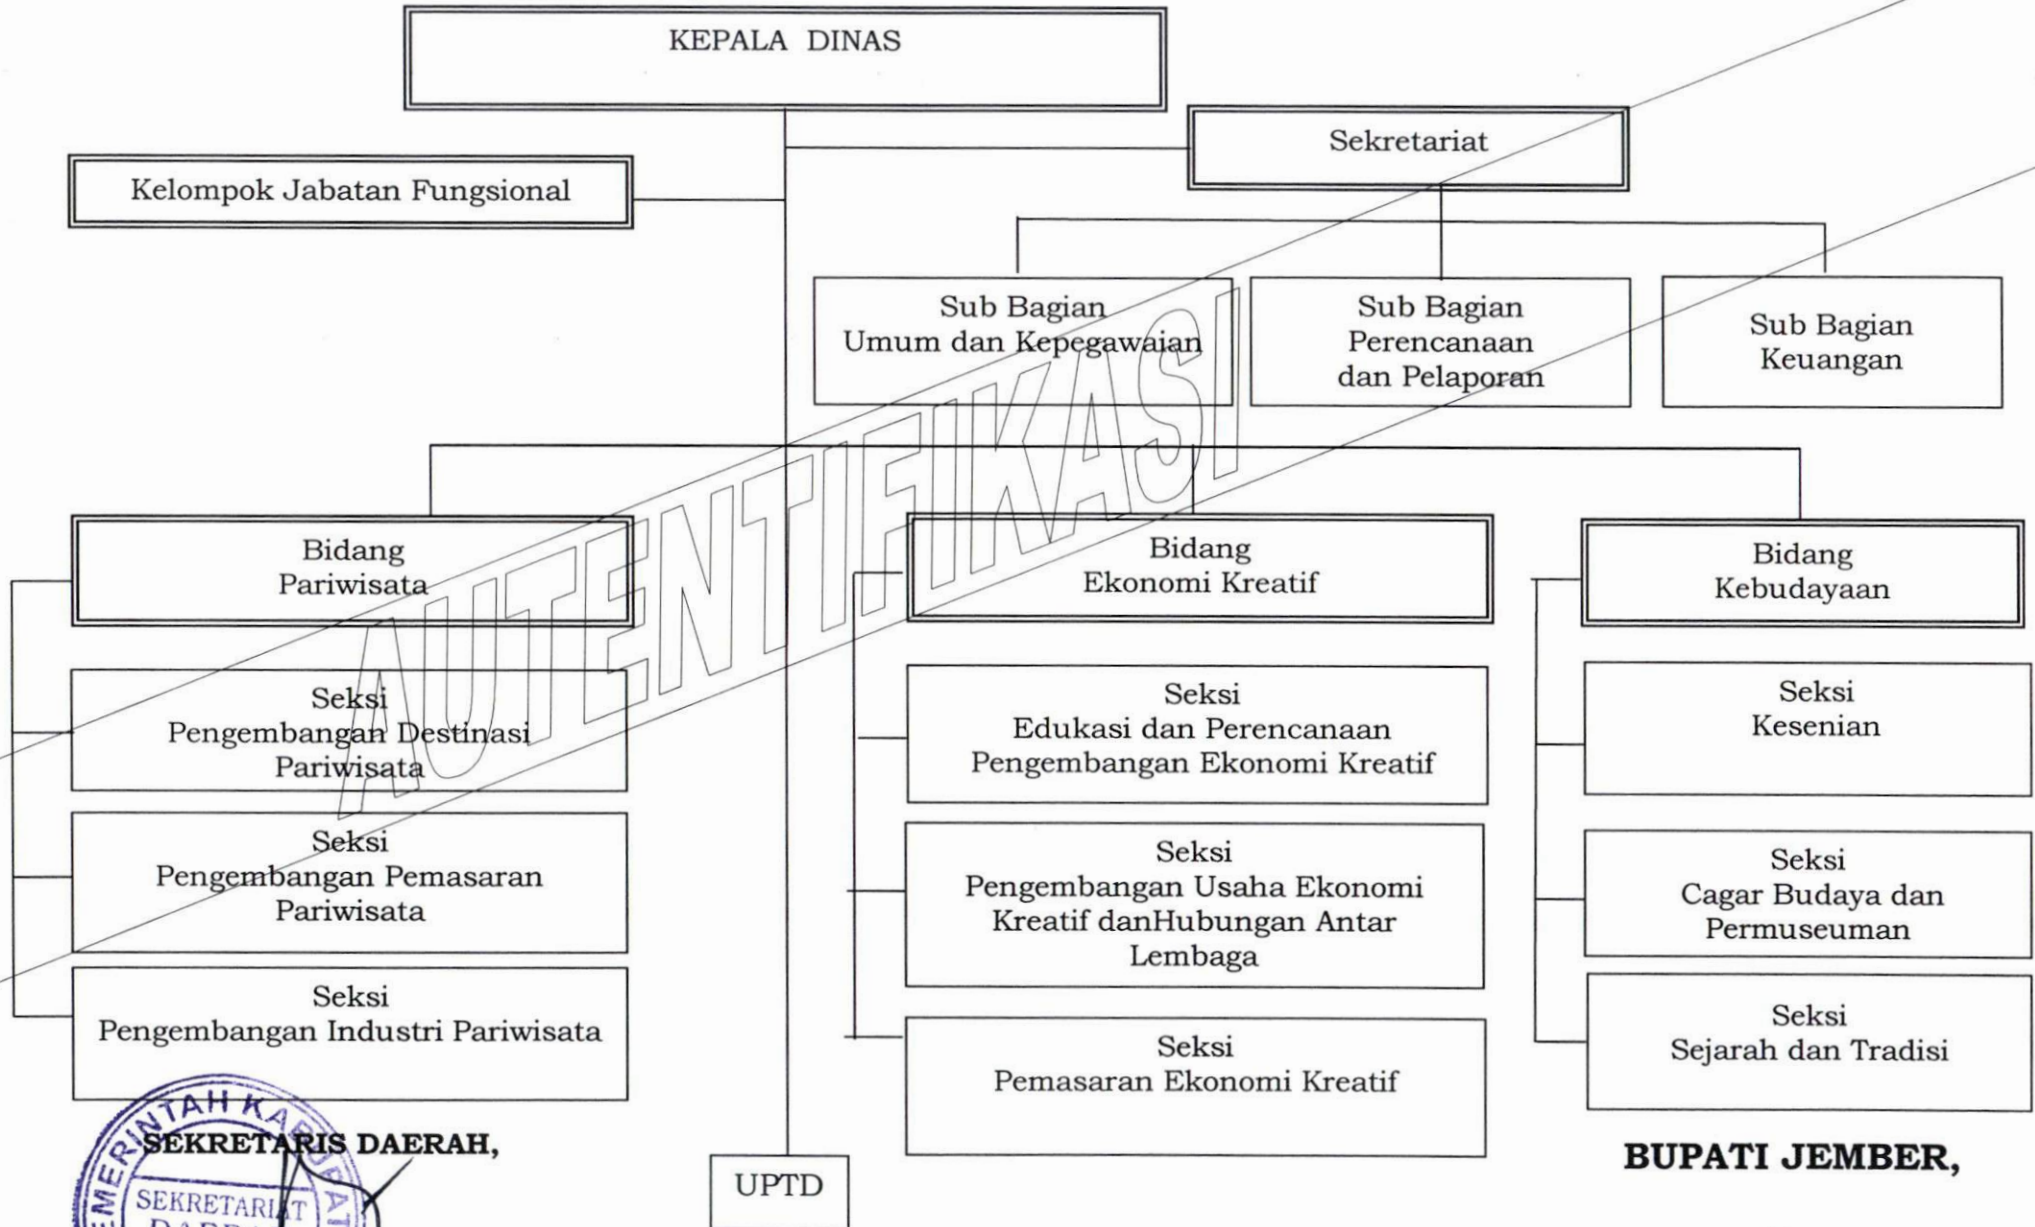 KEPALA DINAS
Sekretariat
Kelompok Jabatan Fungsional
Sub Bagian
Umum dan Kepegawaian
Sub Bagian
Perencanaan
dan Pelaporan
Sub Bagian
Keuangan
AUTENTIFIKASI
Bidang
Pariwisata
Seksi
Pengembangan Destinasi
Pariwisata
Seksi
Pengembangan Pemasaran
Pariwisata
Seksi
Pengembangan Industri Pariwisata
Bidang
Ekonomi Kreatif
Seksi
Edukasi dan Perencanaan
Pengembangan Ekonomi Kreatif
Seksi
Pengembangan Usaha Ekonomi
Kreatif danHubungan Antar
Lembaga
Seksi
Pemasaran Ekonomi Kreatif
Bidang
Kebudayaan
Seksi
Kesenian
Seksi
Cagar Budaya dan
Permuseuman
Seksi
Sejarah dan Tradisi
UPTD
SEKRETARIS DAERAH,
SEKRETARIAT
BUPATI JEMBER,